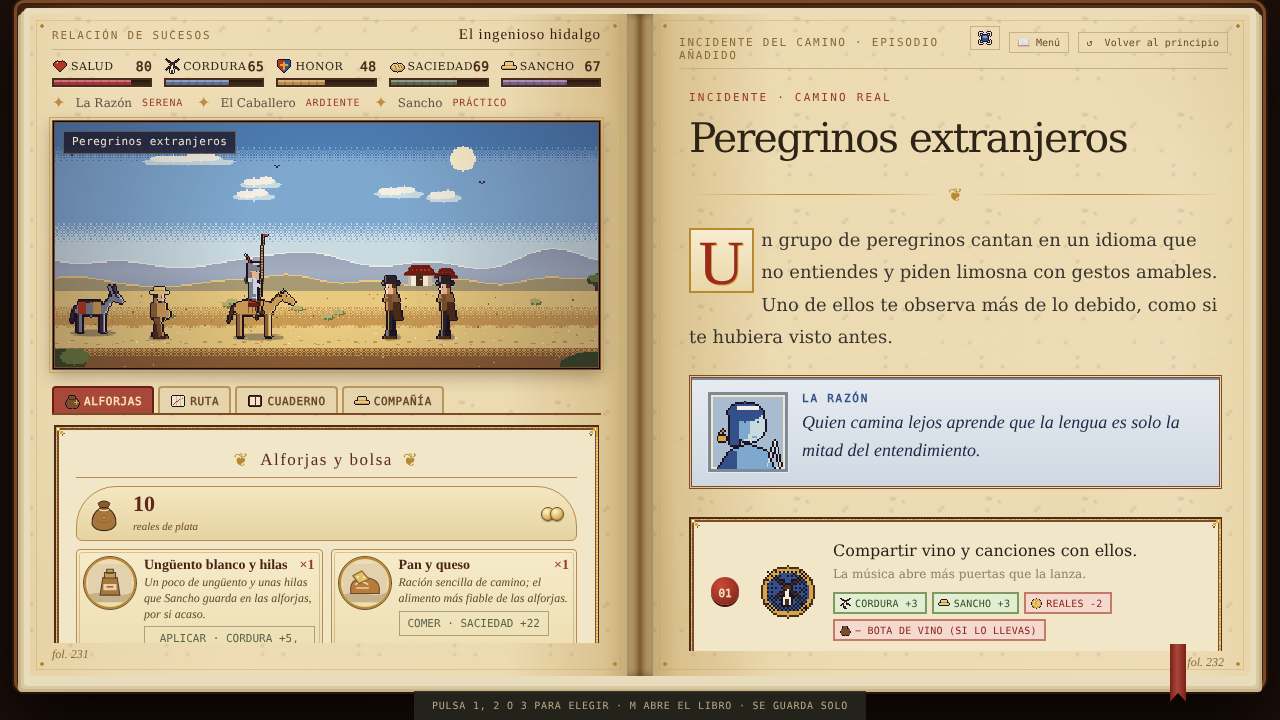 RELACIÓN DE SUCESOS
El ingenioso hidalgo
SALUD 80
CORDURA 65
HONOR 48
SACIEDAD 69
SANCHO 67
La Razón SERENA
El Caballero ARDIENTE
Sancho PRÁCTICO
Peregrinos extranjeros
ALFORJAS
RUTA
CUADERNO
COMPAÑÍA
Alforjas y bolsa
10
reales de plata
Ungüento blanco y hilas ×1
Un poco de ungüento y unas hilas
que Sancho guarda en las alforjas,
por si acaso.
APLICAR · CORDURA +5,
Pan y queso ×1
Ración sencilla de camino; el
alimento más fiable de las alforjas.
COMER · SACIEDAD +22
fol. 231
INCIDENTE DEL CAMINO · EPISODIO
AÑADIDO
Menú
↺ Volver al principio
INCIDENTE · CAMINO REAL
Peregrinos extranjeros
Un grupo de peregrinos cantan en un idioma que
no entiendes y piden limosna con gestos amables.
Uno de ellos te observa más de lo debido, como si
te hubiera visto antes.
LA RAZÓN
Quien camina lejos aprende que la lengua es solo la
mitad del entendimiento.
01
Compartir vino y canciones con ellos.
La música abre más puertas que la lanza.
CORDURA +3
SANCHO +3
REALES -2
− BOTA DE VINO (SI LO LLEVAS)
fol. 232
PULSA 1, 2 O 3 PARA ELEGIR · M ABRE EL LIBRO · SE GUARDA SOLO